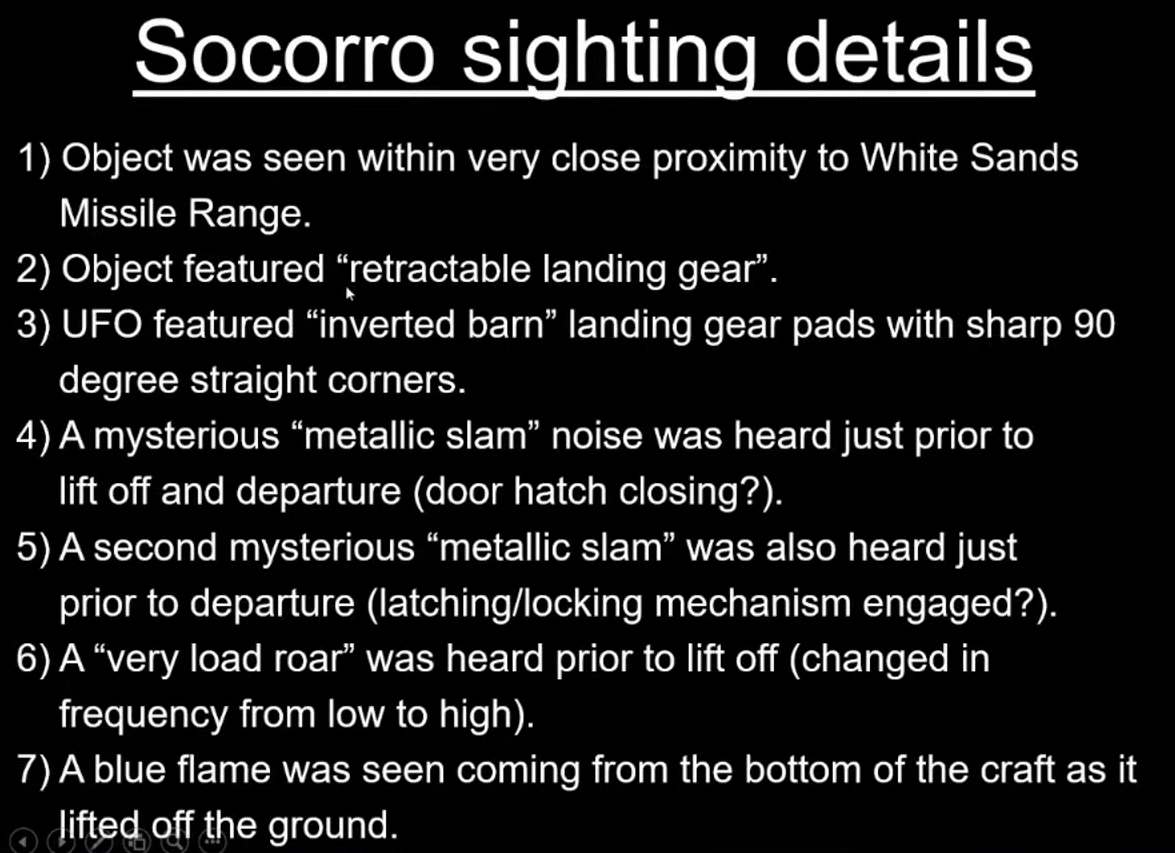 Socorro sighting details
1) Object was seen within very close proximity to White Sands
Missile Range.
2) Object featured “retractable landing gear”.
3) UFO featured “inverted barn” landing gear pads with sharp 90
degree straight corners.
4) A mysterious “metallic slam” noise was heard just prior to
lift off and departure (door hatch closing?).
5) A second mysterious “metallic slam” was also heard just
prior to departure (latching/locking mechanism engaged?).
6) A “very load roar” was heard prior to lift off (changed in
frequency from low to high).
7) A blue flame was seen coming from the bottom of the craft as it
lifted off the ground.